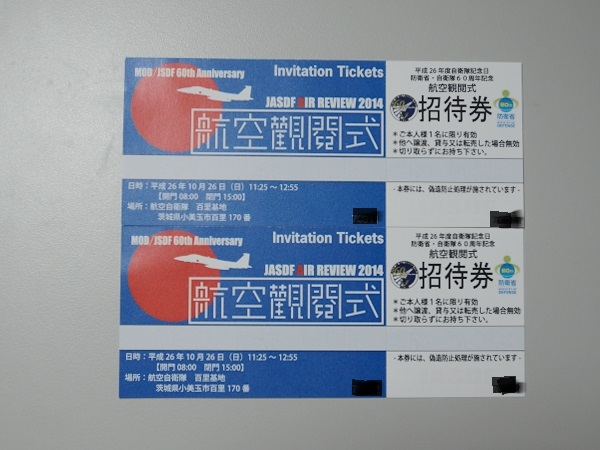 MOD/JSDF 60th Anniversary
Invitation Tickets
JASDF AIR REVIEW 2014
航空観閲式
日時：平成26年10月26日（日）11:25～12:55
【開門08:00　閉門15:00】
場所：航空自衛隊　百里基地
茨城県小美玉市百里170番
平成26年度自衛隊記念日
防衛省・自衛隊60周年記念
航空観閲式
招待券
防衛省
＊ご本人様1名に限り有効
＊他へ譲渡、貸与又は転売した場合無効
＊切り取らずにお持ち下さい。
- 本券には、偽造防止処理が施されています -
MOD/JSDF 60th Anniversary
Invitation Tickets
JASDF AIR REVIEW 2014
航空観閲式
日時：平成26年10月26日（日）11:25～12:55
【開門08:00　閉門15:00】
場所：航空自衛隊　百里基地
茨城県小美玉市百里170番
平成26年度自衛隊記念日
防衛省・自衛隊60周年記念
航空観閲式
招待券
防衛省
＊ご本人様1名に限り有効
＊他へ譲渡、貸与又は転売した場合無効
＊切り取らずにお持ち下さい。
- 本券には、偽造防止処理が施されています -